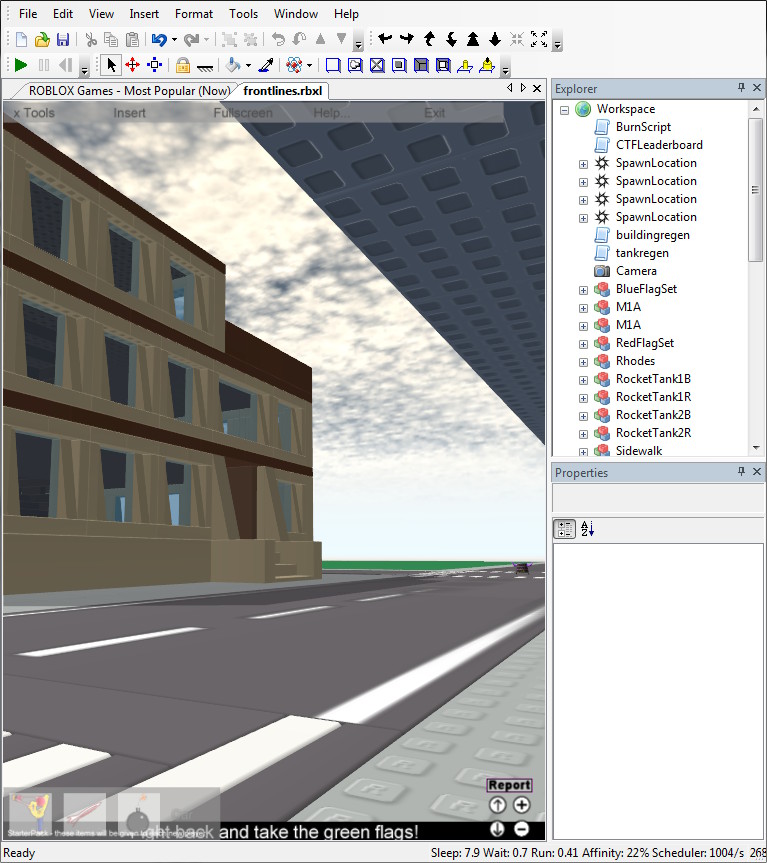 File Edit View Insert Format Tools Window Help
ROBLOX Games - Most Popular (Now) frontlines.rbxl
x Tools Insert Fullscreen Help... Exit
Explorer
Workspace
BurnScript
CTFLeaderboard
SpawnLocation
SpawnLocation
SpawnLocation
SpawnLocation
buildingregen
tankregen
Camera
BlueFlagSet
M1A
M1A
RedFlagSet
Rhodes
RocketTank1B
RocketTank1R
RocketTank2B
RocketTank2R
Sidewalk
Properties
Report
StarterPack - these items will be given to each new player
back and take the green flags!
Ready
Sleep: 7.9 Wait: 0.7 Run: 0.41 Affinity: 22% Scheduler: 1004/s 268